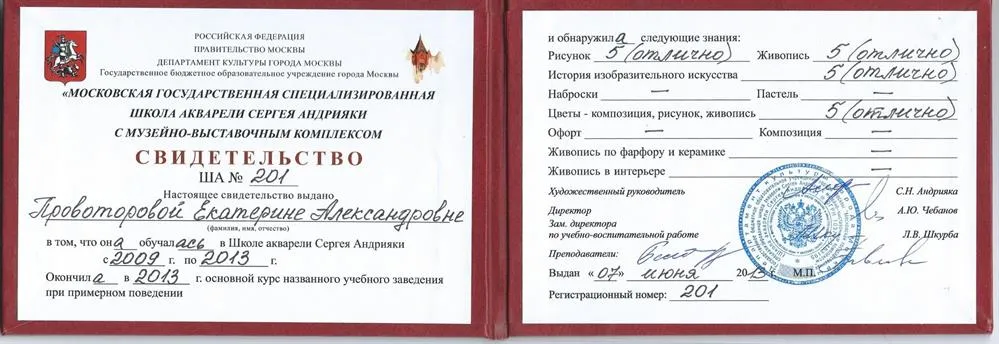 РОССИЙСКАЯ ФЕДЕРАЦИЯ
ПРАВИТЕЛЬСТВО МОСКВЫ
ДЕПАРТАМЕНТ КУЛЬТУРЫ ГОРОДА МОСКВЫ
Государственное бюджетное образовательное учреждение города Москвы
«МОСКОВСКАЯ ГОСУДАРСТВЕННАЯ СПЕЦИАЛИЗИРОВАННАЯ
ШКОЛА АКВАРЕЛИ СЕРГЕЯ АНДРИЯКИ
С МУЗЕЙНО-ВЫСТАВОЧНЫМ КОМПЛЕКСОМ
СВИДЕТЕЛЬСТВО
ША № 201
Настоящее свидетельство выдано
Провоторовой Екатерине Александровне
(фамилия, имя, отчество)
в том, что она обучалась в Школе акварели Сергея Андрияки
с 2009 г. по 2013 г.
Окончила в 2013 г. основной курс названного учебного заведения
при примерном поведении
и обнаружила следующие знания:
Рисунок 5 (отлично) Живопись 5 (отлично)
История изобразительного искусства 5 (отлично)
Наброски — Пастель —
Цветы - композиция, рисунок, живопись 5 (отлично)
Офорт — Композиция —
Живопись по фарфору и керамике —
Живопись в интерьере —
Художественный руководитель С.Н. Андрияка
Директор А.Ю. Чебанов
Зам. директора
по учебно-воспитательной работе Л.В. Шкурба
Преподаватели:
Выдан «07» июня 2013 г. М.П.
Регистрационный номер: 201